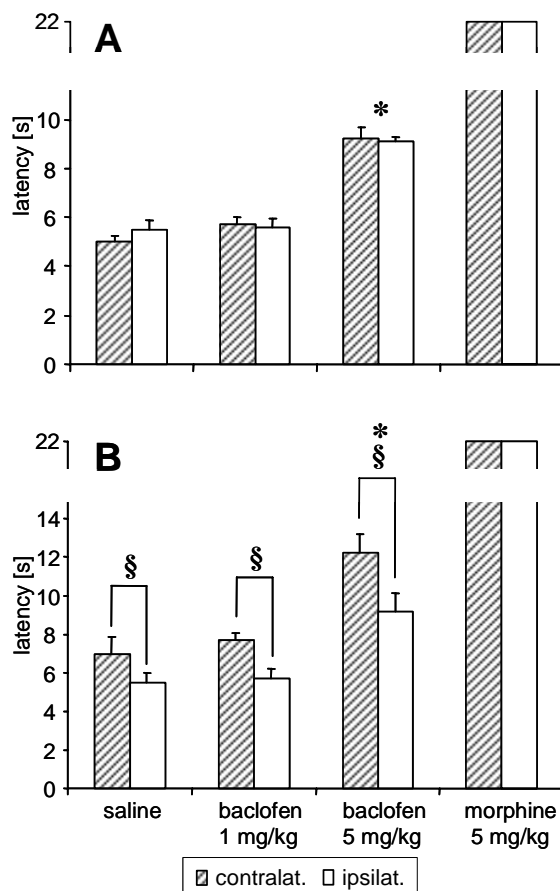 A
22
latency [s]
10
8
6
4
2
0
*
B
22
latency [s]
14
12
10
8
6
4
2
0
§
§
*
§
saline
baclofen
1 mg/kg
baclofen
5 mg/kg
morphine
5 mg/kg
contralat. ipsilat.